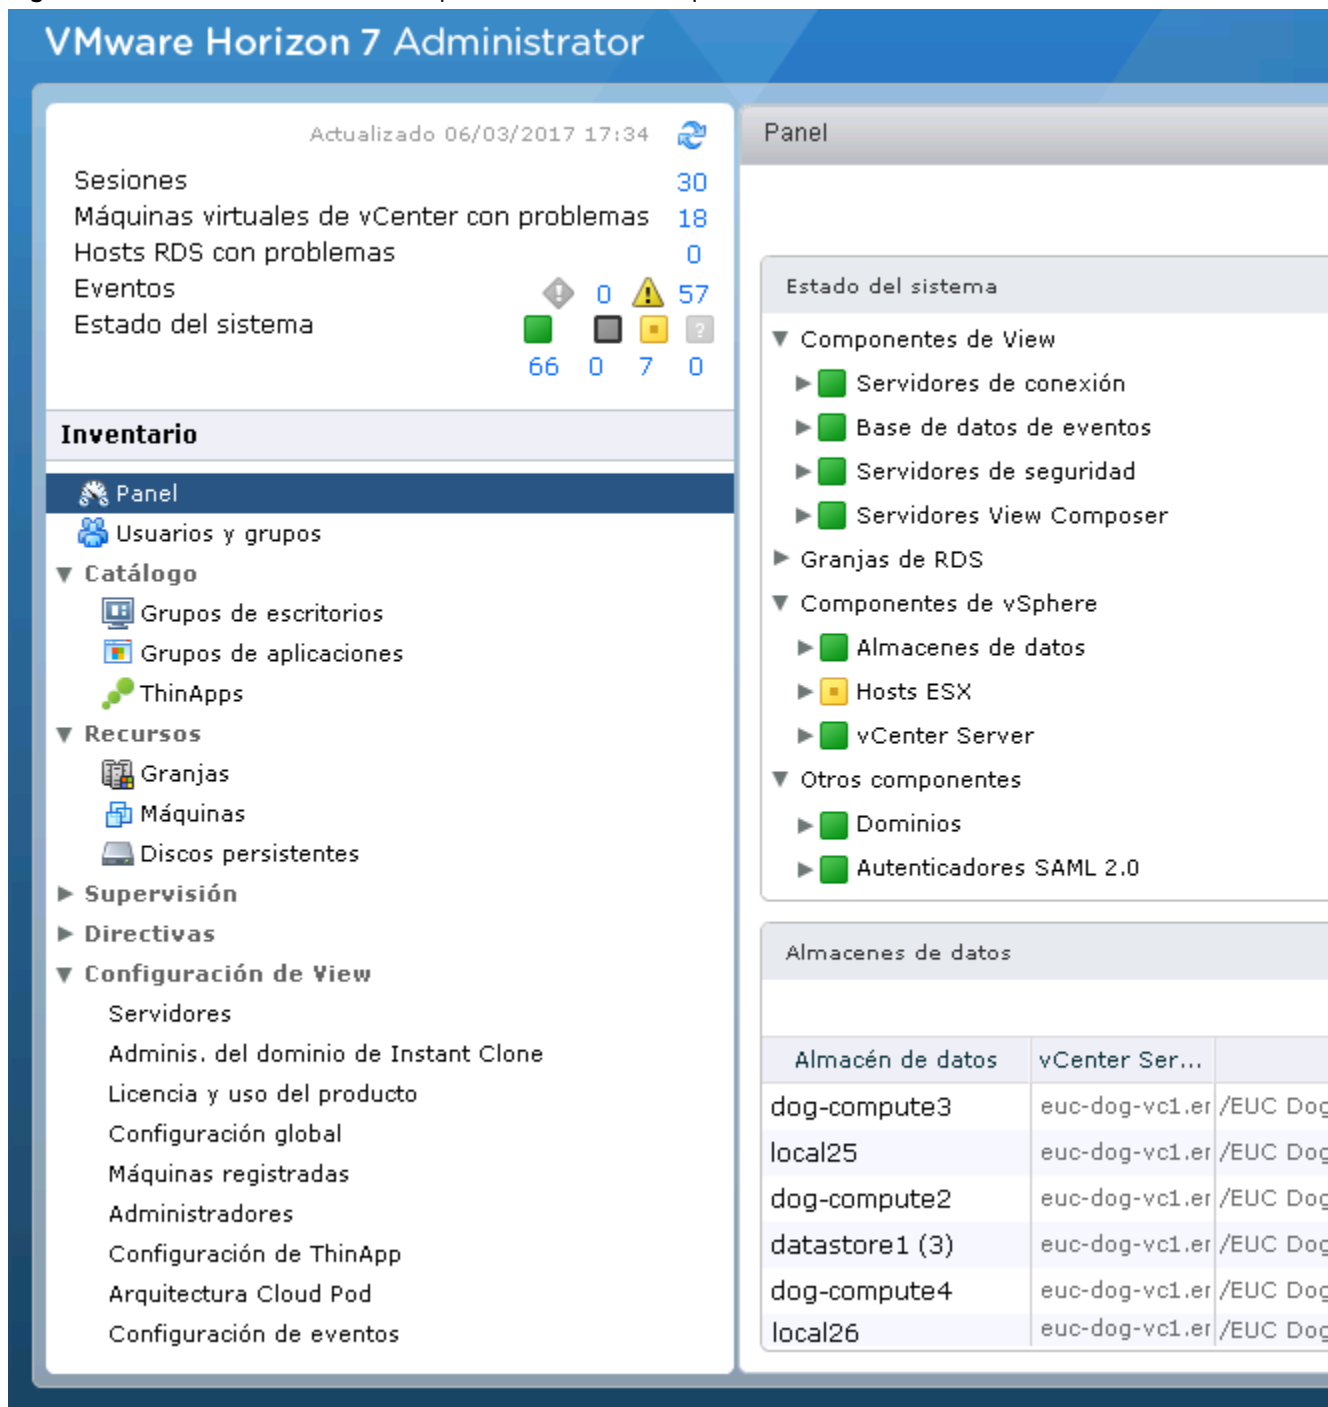 VMware Horizon 7 Administrator
Actualizado 06/03/2017 17:34
Sesiones 30
Máquinas virtuales de vCenter con problemas 18
Hosts RDS con problemas 0
Eventos 0 57
Estado del sistema
66 0 7 0
Inventario
Panel
Usuarios y grupos
Catálogo
Grupos de escritorios
Grupos de aplicaciones
ThinApps
Recursos
Granjas
Máquinas
Discos persistentes
Supervisión
Directivas
Configuración de View
Servidores
Adminis. del dominio de Instant Clone
Licencia y uso del producto
Configuración global
Máquinas registradas
Administradores
Configuración de ThinApp
Arquitectura Cloud Pod
Configuración de eventos
Panel
Estado del sistema
Componentes de View
Servidores de conexión
Base de datos de eventos
Servidores de seguridad
Servidores View Composer
Granjas de RDS
Componentes de vSphere
Almacenes de datos
Hosts ESX
vCenter Server
Otros componentes
Dominios
Autenticadores SAML 2.0
Almacenes de datos
Almacén de datos vCenter Ser...
dog-compute3 euc-dog-vc1.er /EUC Dog
local25 euc-dog-vc1.er /EUC Dog
dog-compute2 euc-dog-vc1.er /EUC Dog
datastore1 (3) euc-dog-vc1.er /EUC Dog
dog-compute4 euc-dog-vc1.er /EUC Dog
local26 euc-dog-vc1.er /EUC Dog